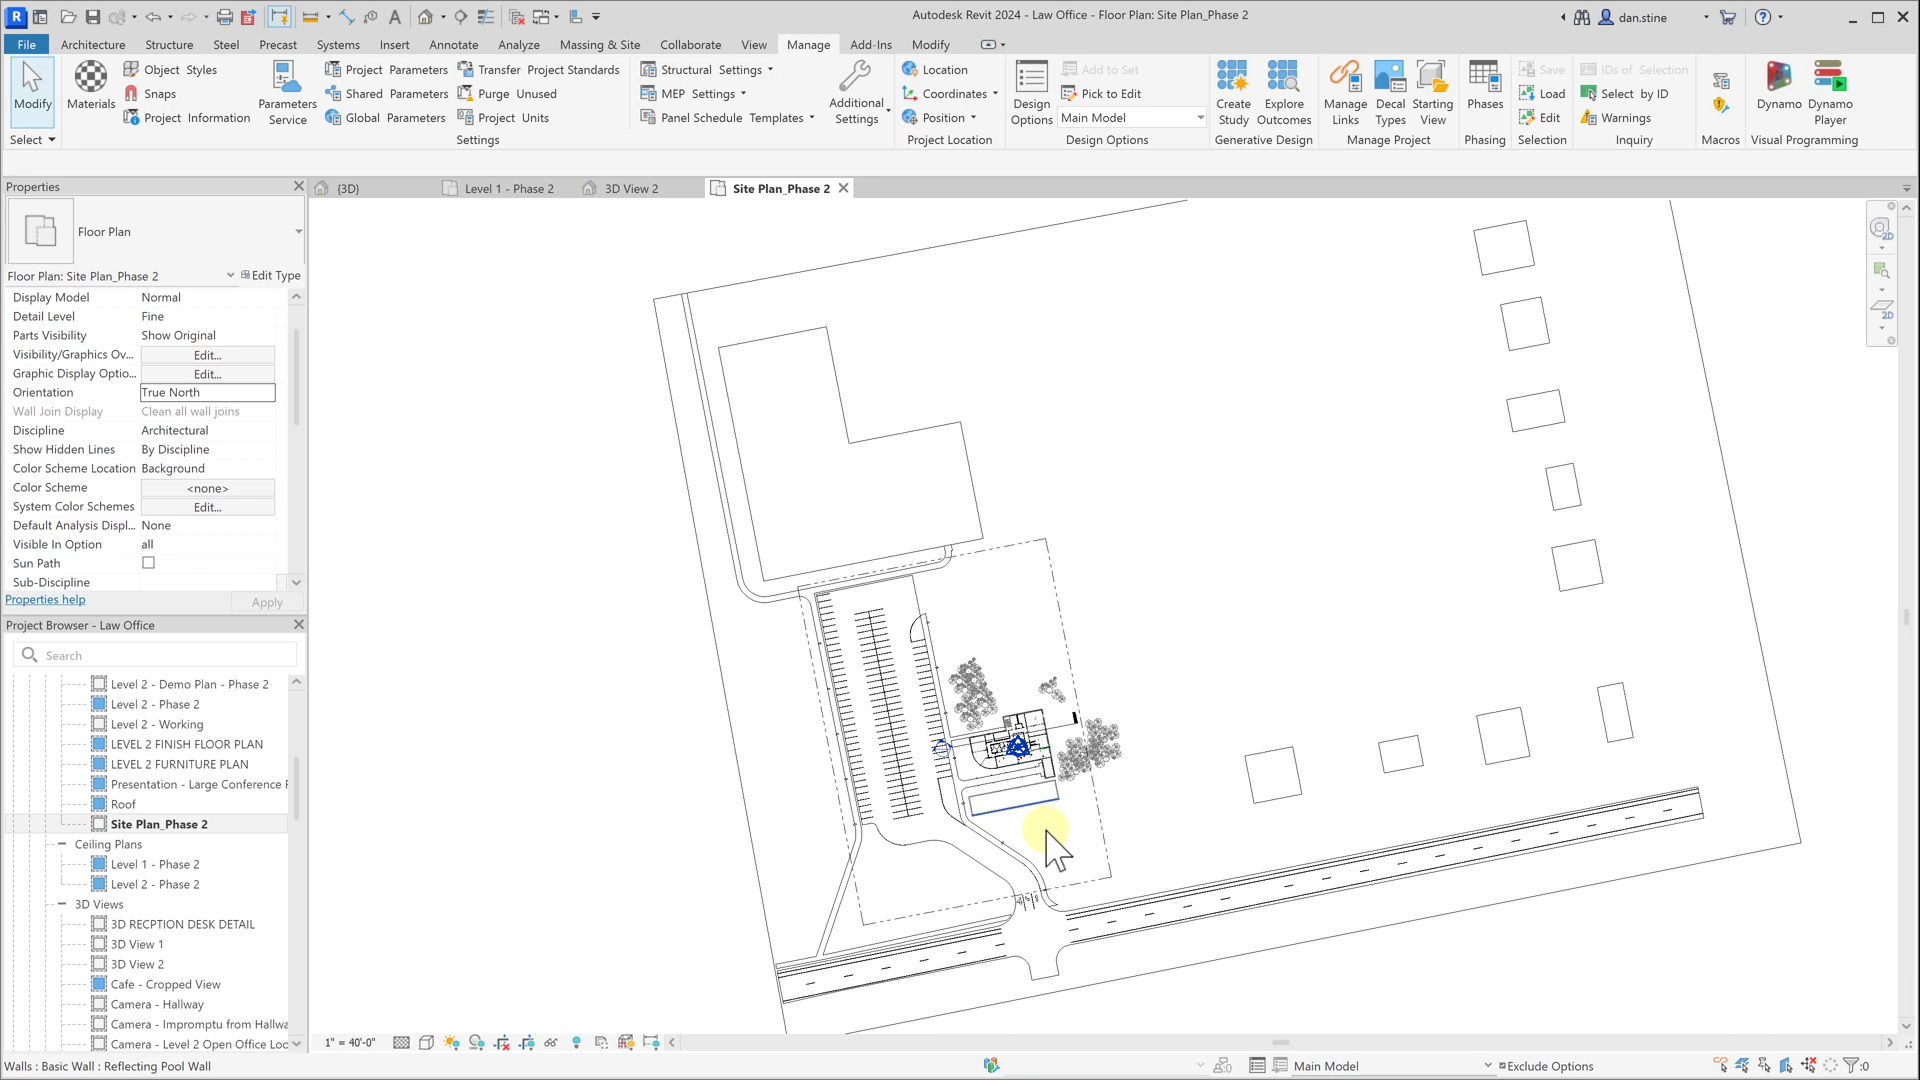 Autodesk Revit 2024 - Law Office - Floor Plan: Site Plan_Phase 2
dan.stine
File Architecture Structure Steel Precast Systems Insert Annotate Analyze Massing & Site Collaborate View Manage Add-Ins Modify
Modify
Select
Materials
Object Styles
Snaps
Project Information
Parameters
Service
Project Parameters
Shared Parameters
Global Parameters
Transfer Project Standards
Purge Unused
Project Units
Structural Settings
MEP Settings
Panel Schedule Templates
Additional
Settings
Settings
Location
Coordinates
Position
Project Location
Design
Options
Add to Set
Pick to Edit
Main Model
Design Options
Create
Study
Explore
Outcomes
Generative Design
Manage
Links
Decal
Types
Starting
View
Manage Project
Phases
Phasing
Save
Load
Edit
Selection
IDs of Selection
Select by ID
Warnings
Inquiry
Macros
Dynamo
Dynamo
Player
Visual Programming
Properties
{3D}
Level 1 - Phase 2
3D View 2
Site Plan_Phase 2
Floor Plan
Floor Plan: Site Plan_Phase 2
Edit Type
Display Model Normal
Detail Level Fine
Parts Visibility Show Original
Visibility/Graphics Ov... Edit...
Graphic Display Optio... Edit...
Orientation True North
Wall Join Display Clean all wall joins
Discipline Architectural
Show Hidden Lines By Discipline
Color Scheme Location Background
Color Scheme <none>
System Color Schemes Edit...
Default Analysis Displ... None
Visible In Option all
Sun Path
Sub-Discipline
Properties help
Apply
Project Browser - Law Office
Search
Level 2 - Demo Plan - Phase 2
Level 2 - Phase 2
Level 2 - Working
LEVEL 2 FINISH FLOOR PLAN
LEVEL 2 FURNITURE PLAN
Presentation - Large Conference
Roof
Site Plan_Phase 2
Ceiling Plans
Level 1 - Phase 2
Level 2 - Phase 2
3D Views
3D RECPTION DESK DETAIL
3D View 1
3D View 2
Cafe - Cropped View
Camera - Hallway
Camera - Impromptu from Hallwa
Camera - Level 2 Open Office Loo
2D
2D
1" = 40'-0"
Walls : Basic Wall : Reflecting Pool Wall
:0
Main Model
Exclude Options
:0